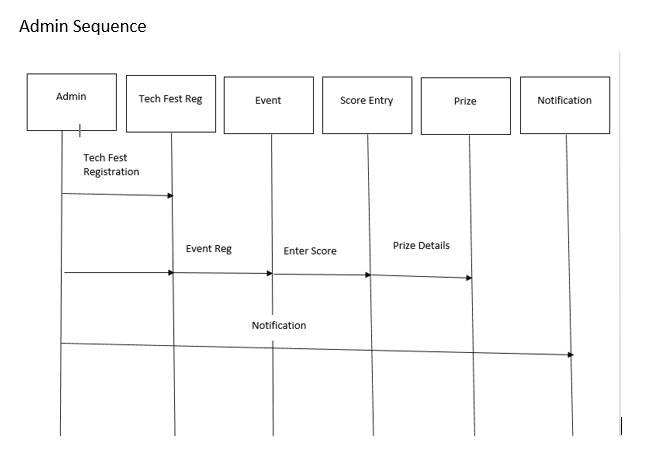 Admin Sequence
Admin
Tech Fest Reg
Event
Score Entry
Prize
Notification
Tech Fest
Registration
Event Reg
Enter Score
Prize Details
Notification